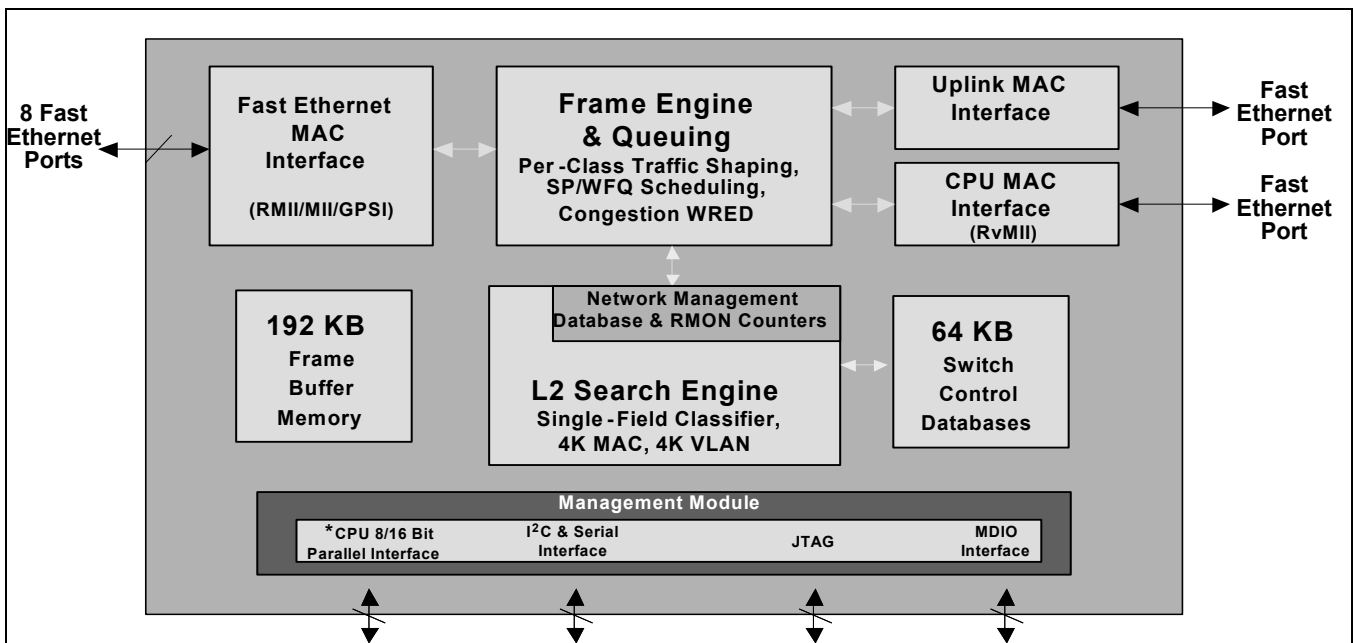 8 Fast
Ethernet
Ports
Fast Ethernet
MAC
Interface
(RMII/MII/GPSI)
Frame Engine
& Queuing
Per-Class Traffic Shaping,
SP/WFQ Scheduling,
Congestion WRED
Uplink MAC
Interface
Fast
Ethernet
Port
CPU MAC
Interface
(RvMII)
Fast
Ethernet
Port
192 KB
Frame
Buffer
Memory
Network Management
Database & RMON Counters
L2 Search Engine
Single-Field Classifier,
4K MAC, 4K VLAN
64 KB
Switch
Control
Databases
Management Module
*CPU 8/16 Bit
Parallel Interface
I²C & Serial
Interface
JTAG
MDIO
Interface